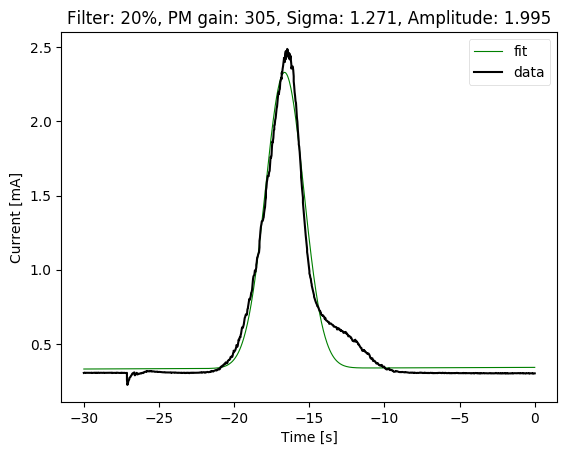 Filter: 20%, PM gain: 305, Sigma: 1.271, Amplitude: 1.995
fit
data
2.5
2.0
1.5
1.0
0.5
Current [mA]
−30
−25
−20
−15
−10
−5
0
Time [s]